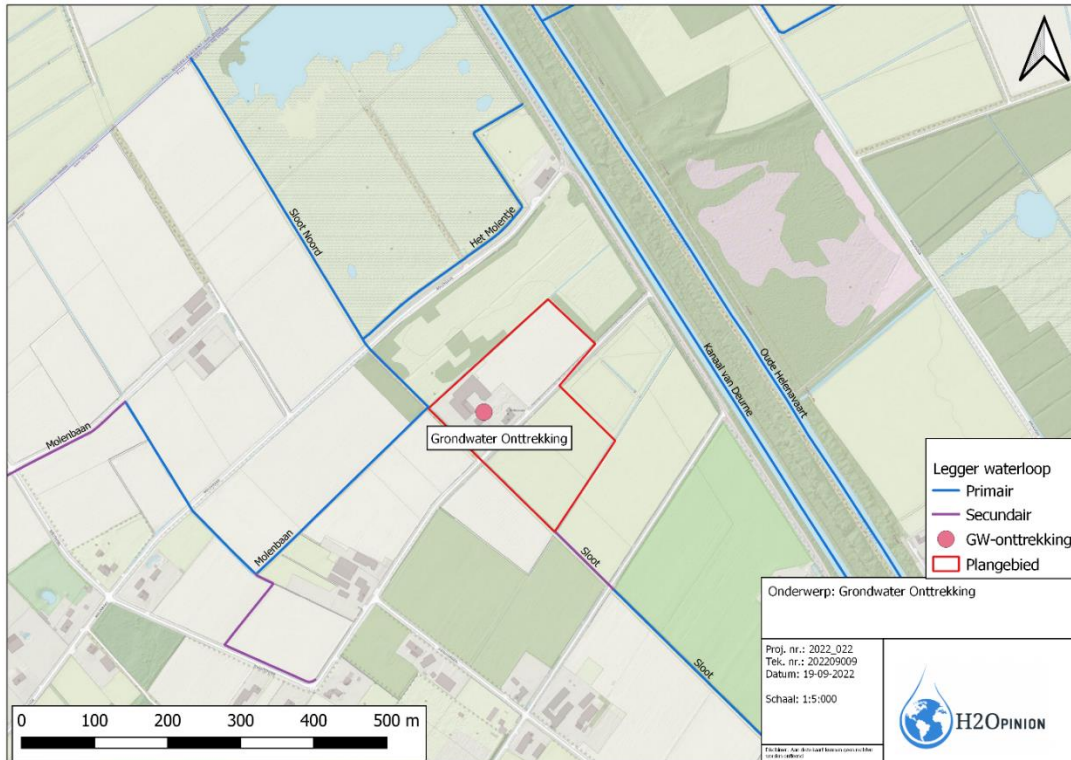 Sloot Noord
Het Molentje
Kanaal van Deurne
Oude Helenavaart
Grondwater Onttrekking
Molenbaan
Molenbaan
Sloot
Sloot
Legger waterloop
Primair
Secundair
GW-onttrekking
Plangebied
Onderwerp: Grondwater Onttrekking
Proj. nr.: 2022_022
Tek. nr.: 202209009
Datum: 19-09-2022
Schaal: 1:5:000
H2OPINION
0 100 200 300 400 500 m